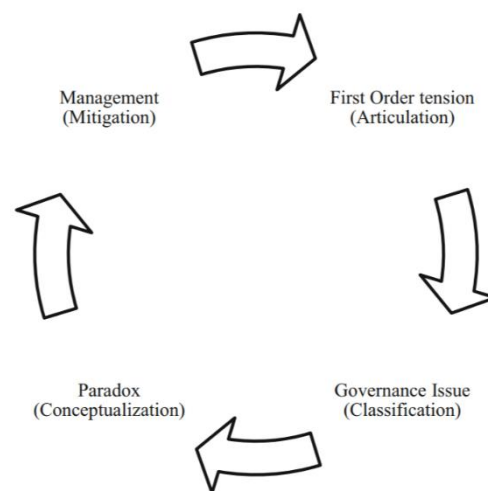 Management
(Mitigation)
First Order tension
(Articulation)
Paradox
(Conceptualization)
Governance Issue
(Classification)